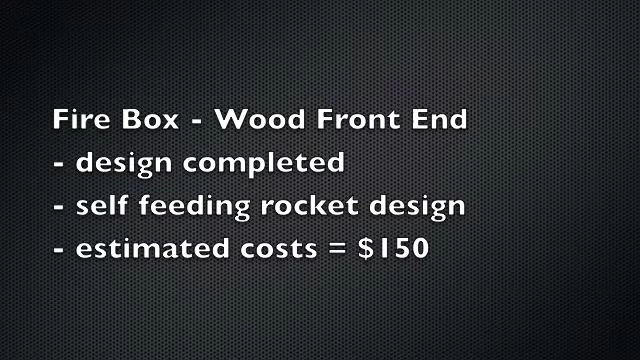 Fire Box - Wood Front End
- design completed
- self feeding rocket design
- estimated costs = $150